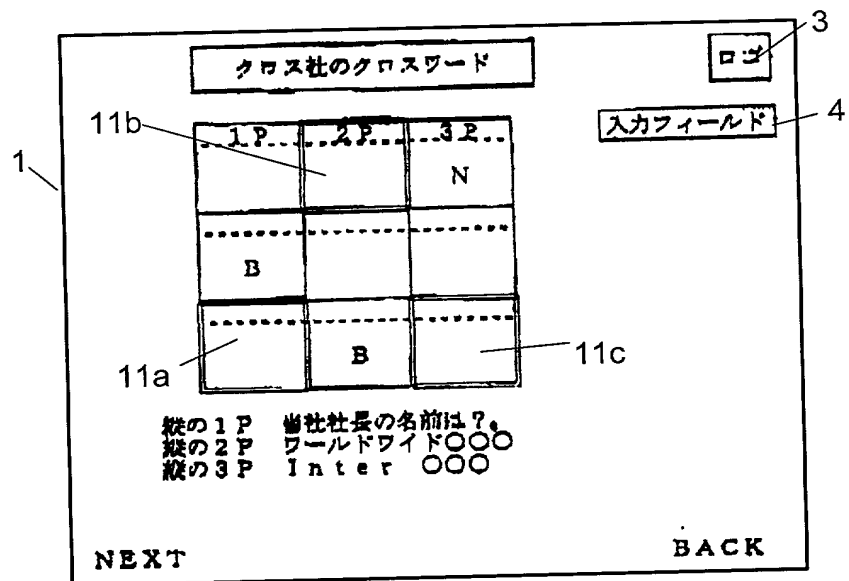 3
クロス社のクロスワード
ロゴ
11b
入力フィールド
4
1P 2P 3P
1
N
B
11a
B
11c
縦の1P 当社社長の名前は?。
縦の2P ワールドワイド○○○
縦の3P Inter ○○○
NEXT
BACK